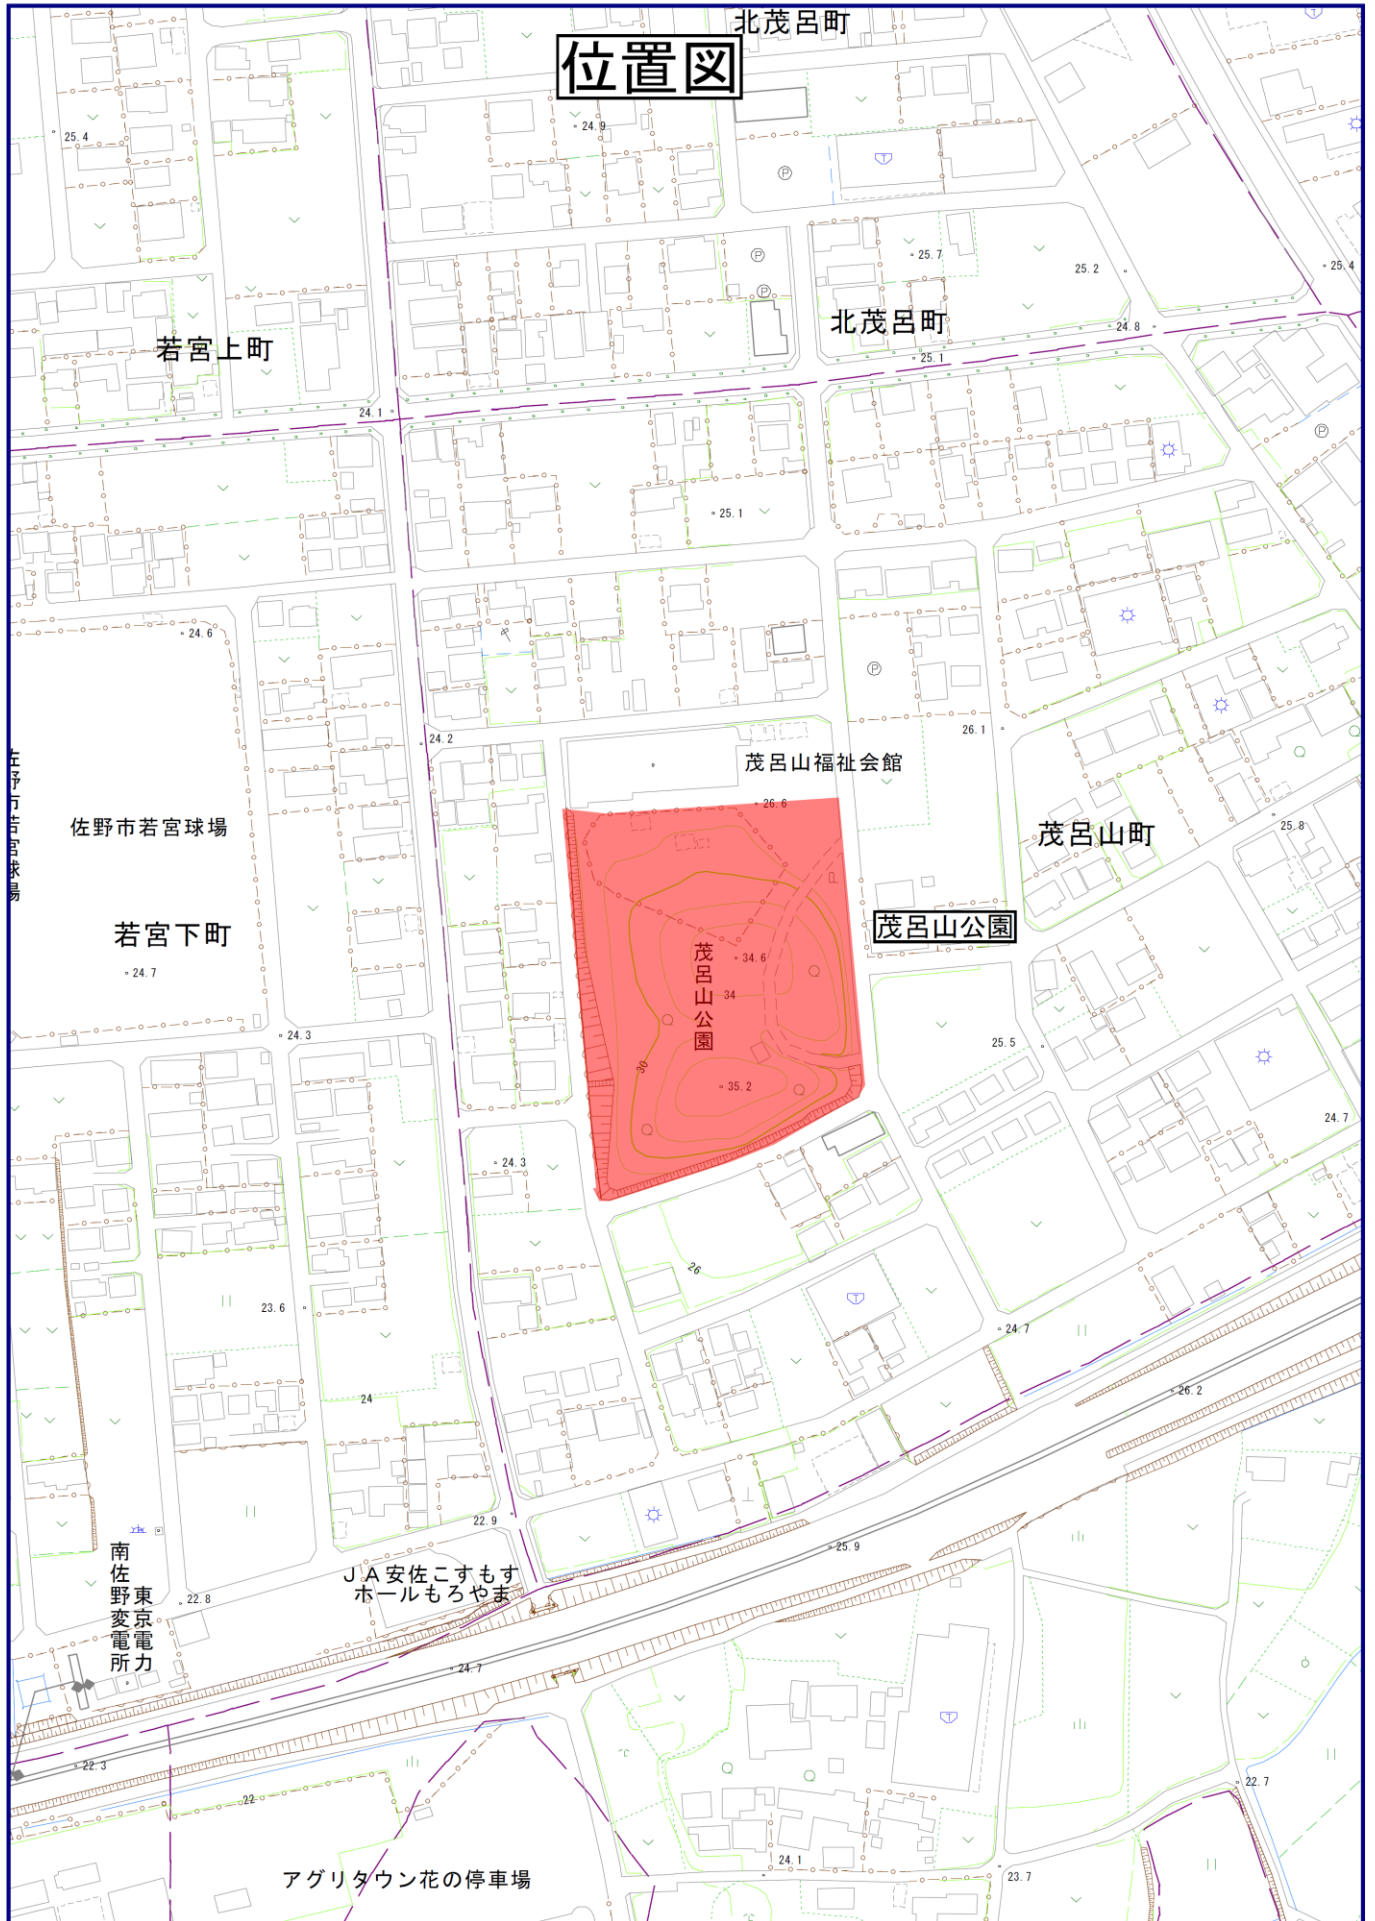 北茂呂町
位置図
25.4
24.9
25.7
25.2
25.4
北茂呂町
24.8
若宮上町
25.1
24.1
25.1
24.6
26.1
24.2
茂呂山福祉会館
26.6
佐野市若宮球場
佐野市若宮球場
25.8
茂呂山町
若宮下町
茂呂山公園
茂呂山公園
34.6
24.7
34
24.3
25.5
30
35.2
24.7
24.3
26
23.6
24.7
26.2
24
22.9
25.9
JA安佐こすもす
ホールもろやま
東京電力
南佐野変電所
22.8
24.7
22.3
22
22.7
24.1
23.7
アグリタウン花の停車場